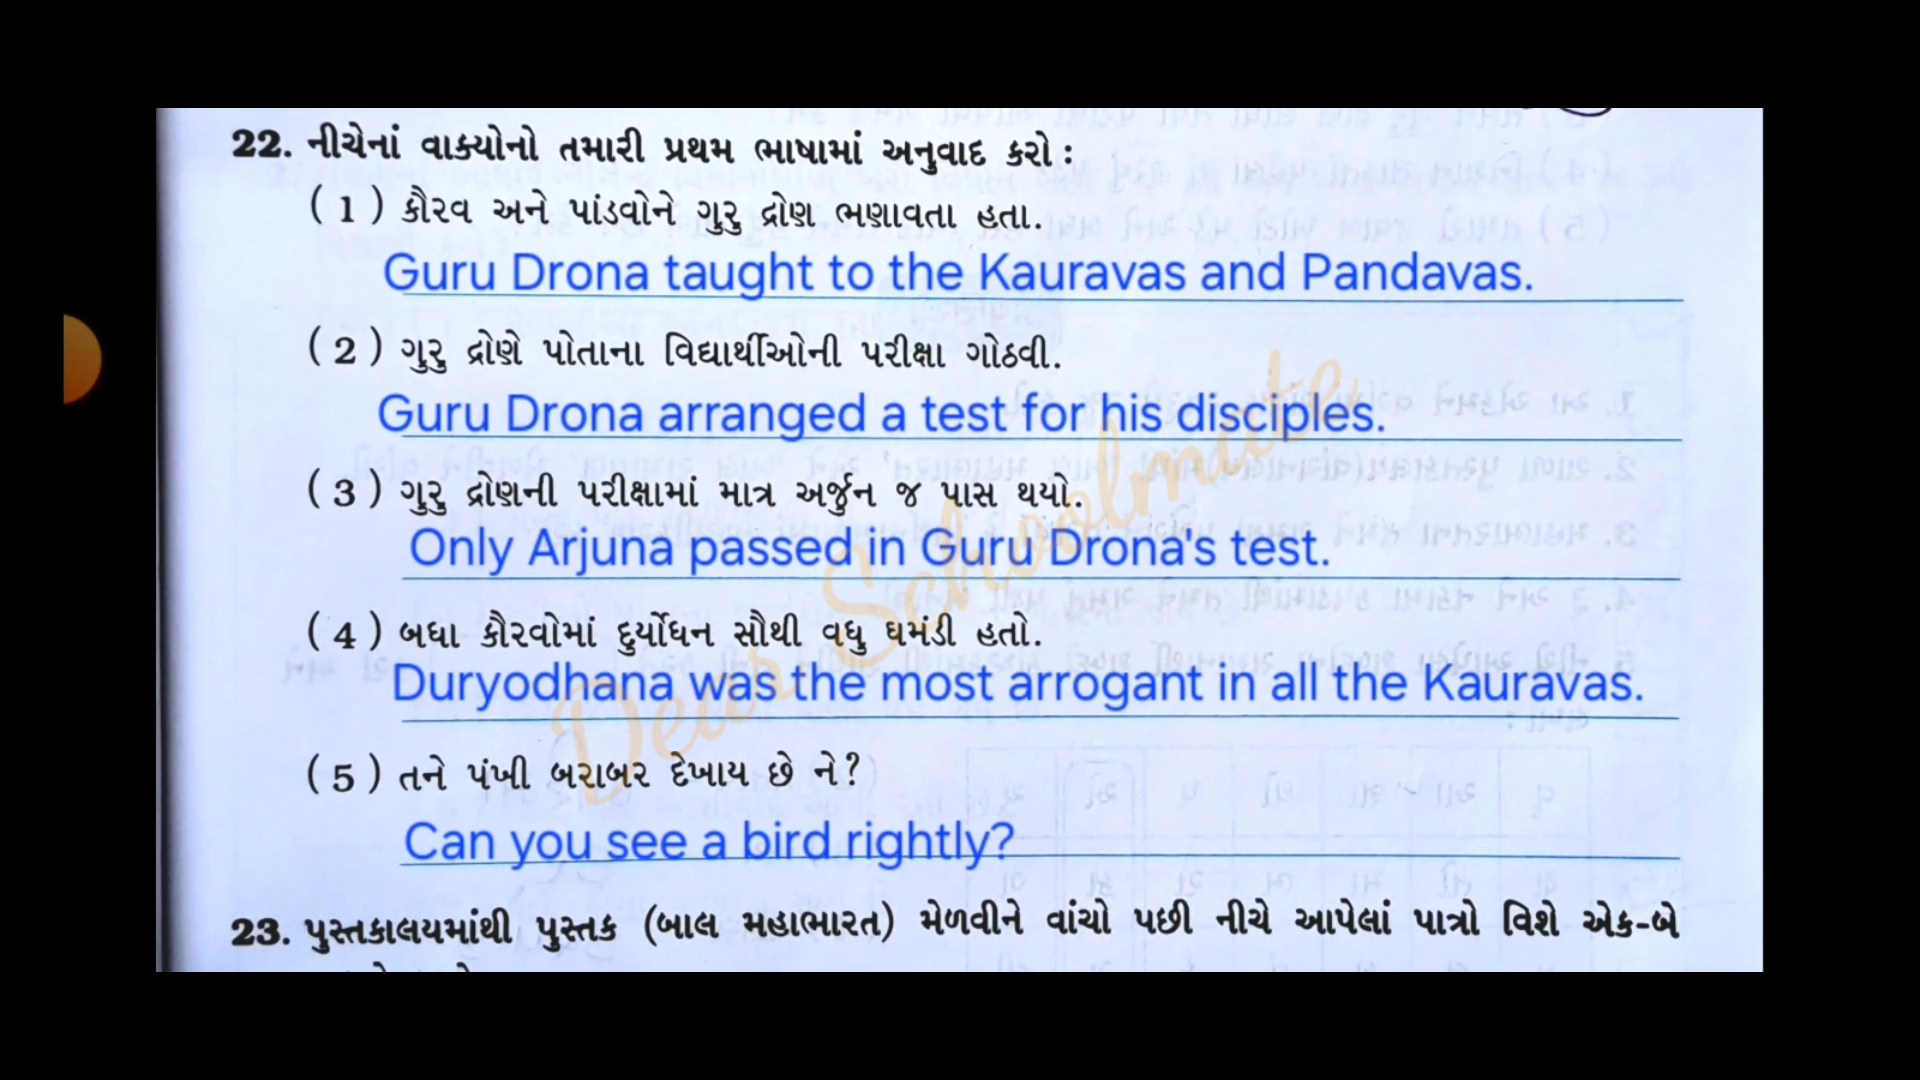 22. નીચેનાં વાક્યોનો તમારી પ્રથમ ભાષામાં અનુવાદ કરો :
( 1 ) કૌરવ અને પાંડવોને ગુરુ દ્રોણ ભણાવતા હતા.
Guru Drona taught to the Kauravas and Pandavas.
( 2 ) ગુરુ દ્રોણે પોતાના વિદ્યાર્થીઓની પરીક્ષા ગોઠવી.
Guru Drona arranged a test for his disciples.
( 3 ) ગુરુ દ્રોણની પરીક્ષામાં માત્ર અર્જુન જ પાસ થયો.
Only Arjuna passed in Guru Drona's test.
( 4 ) બધા કૌરવોમાં દુર્યોધન સૌથી વધુ ઘમંડી હતો.
Duryodhana was the most arrogant in all the Kauravas.
( 5 ) તને પંખી બરાબર દેખાય છે ને?
Can you see a bird rightly?
Dear Schoolmate
23. પુસ્તકાલયમાંથી પુસ્તક (બાલ મહાભારત) મેળવીને વાંચો પછી નીચે આપેલાં પાત્રો વિશે એક-બે